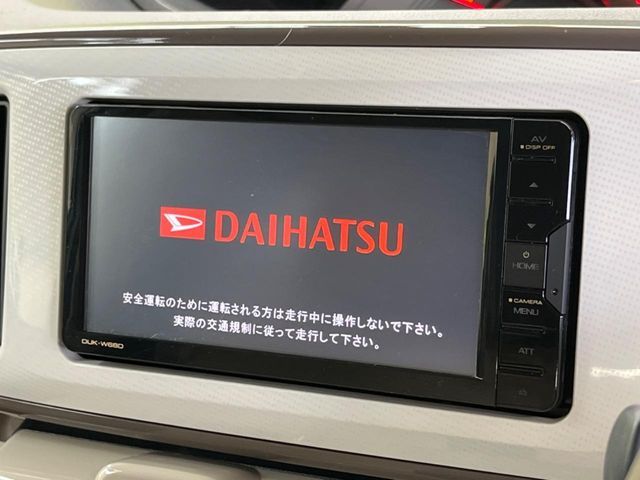 AV
DISP OFF
DAIHATSU
HOME
CAMERA
MENU
安全運転のために運転される方は走行中に操作しないで下さい。
実際の交通規制に従って走行して下さい。
DUK-W68D
ATT